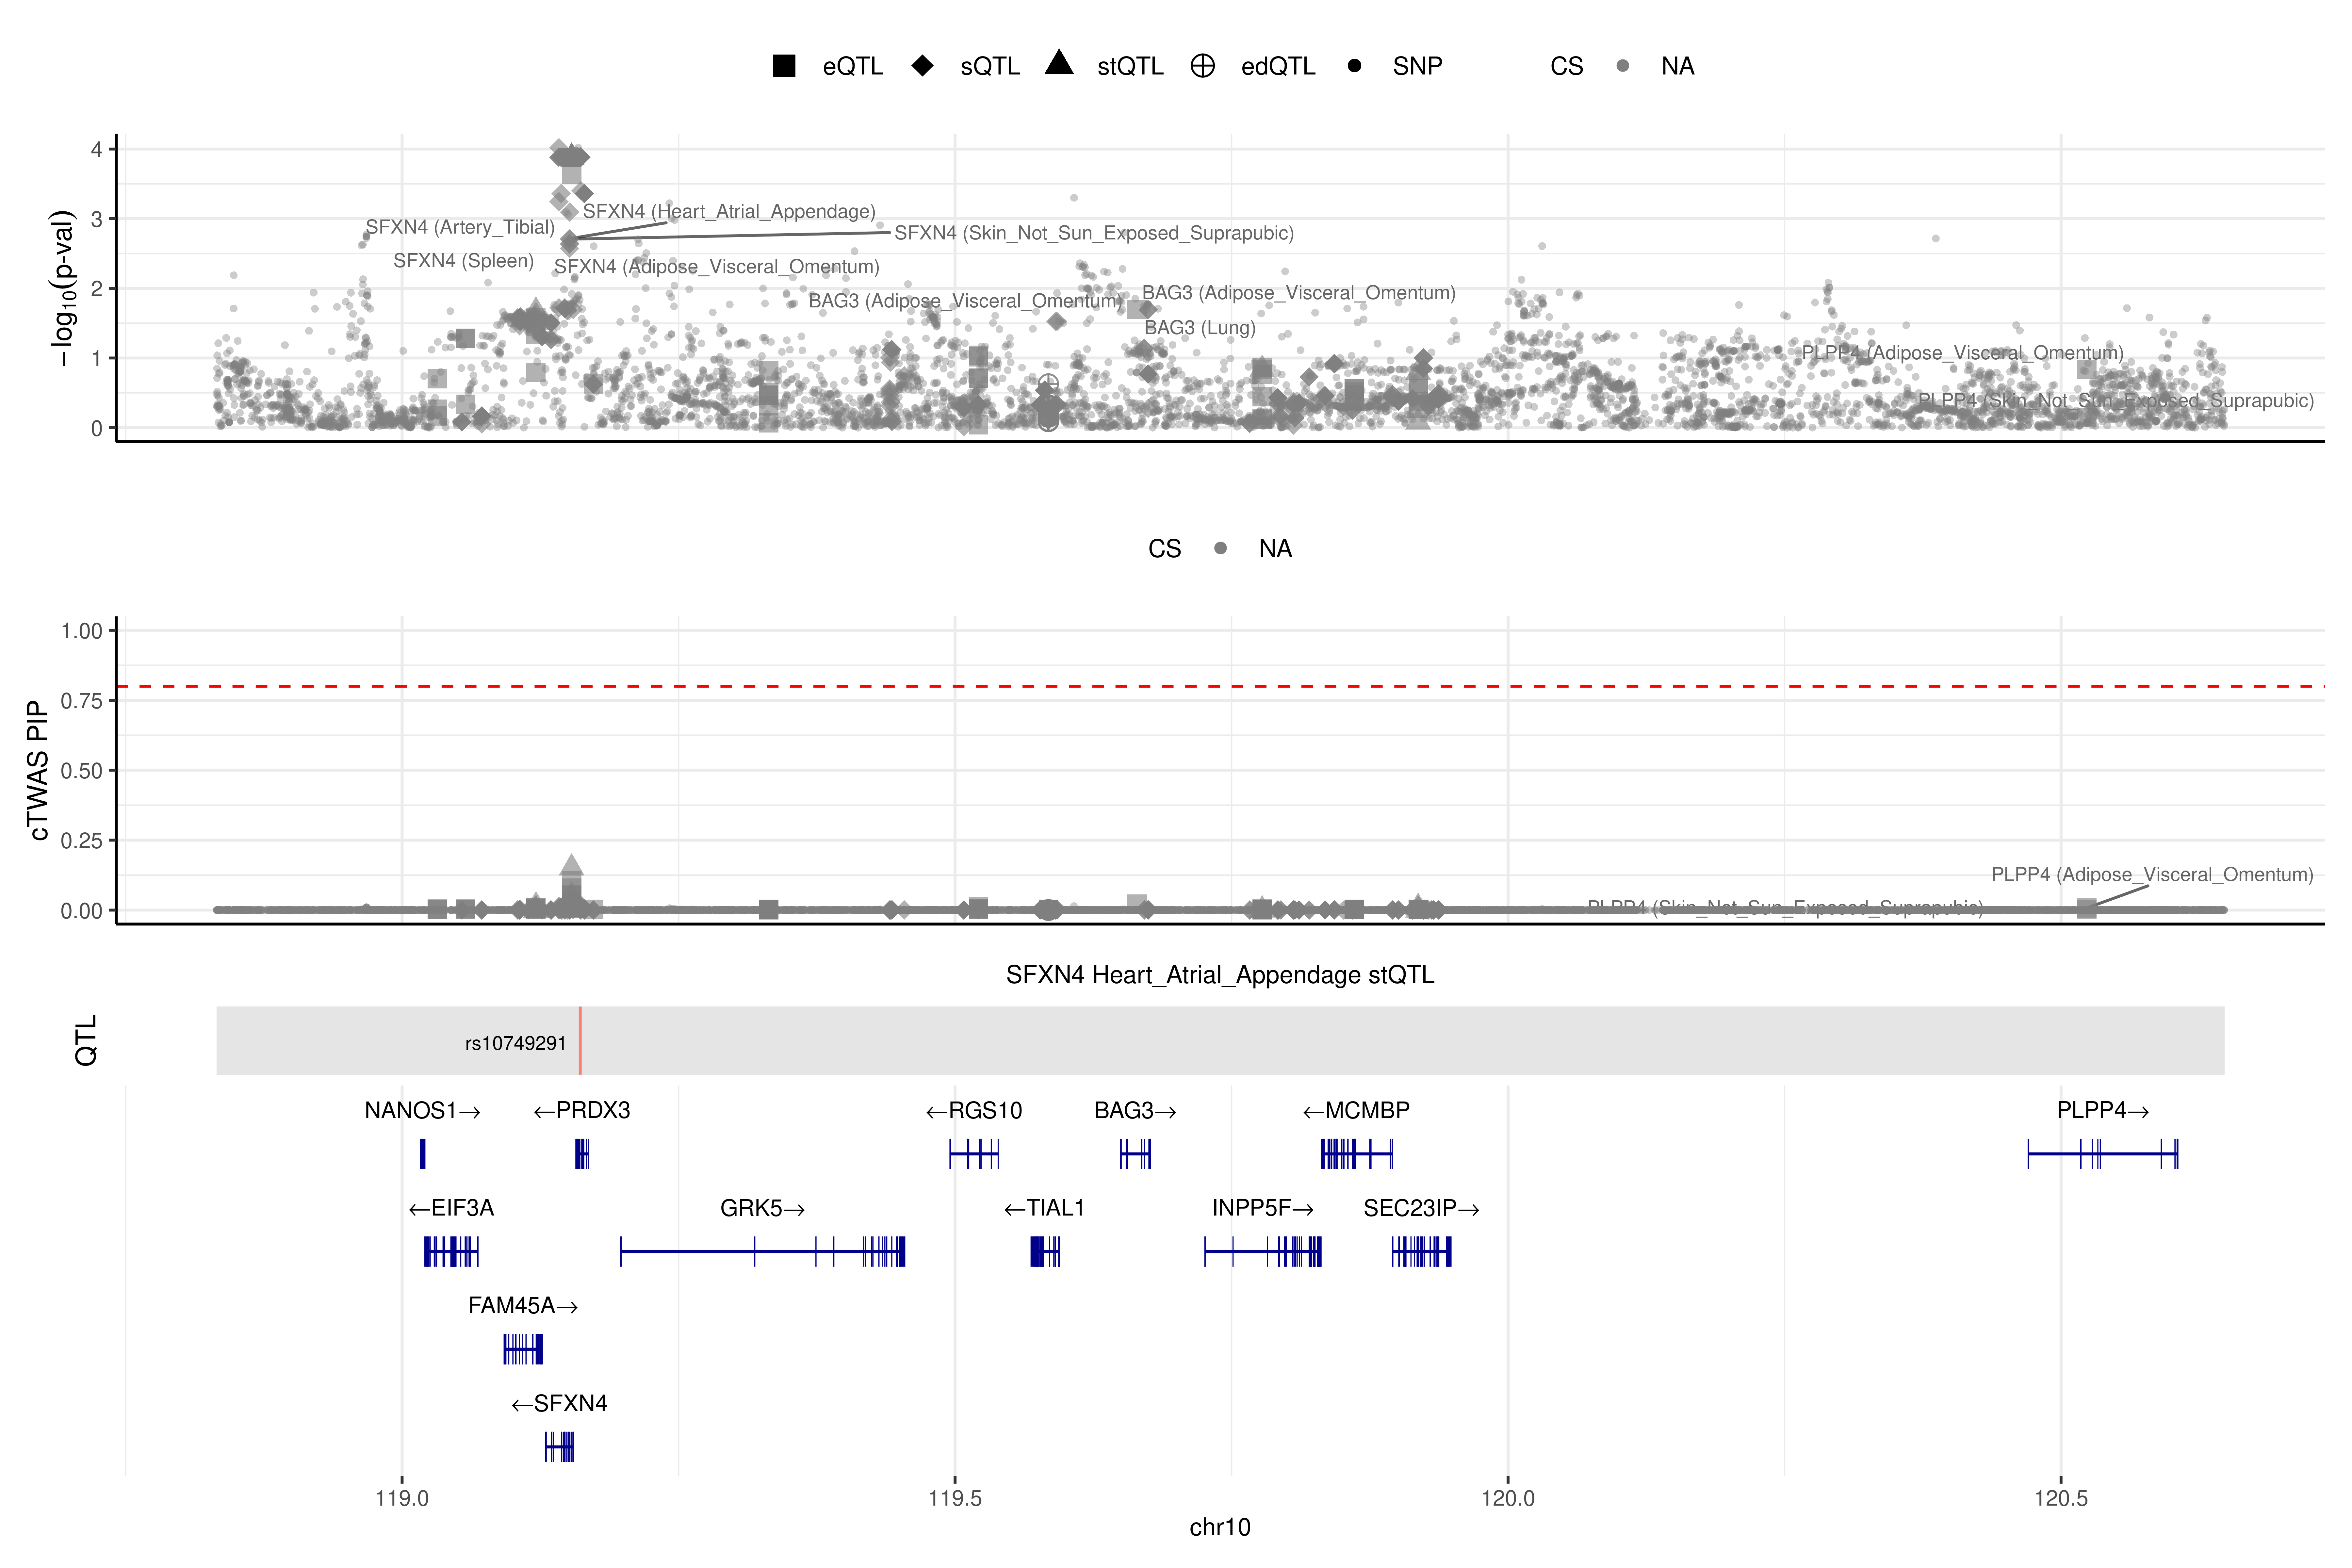 eQTL sQTL stQTL edQTL SNP CS NA
−log10(p-val)
4
3
2
1
0
SFXN4 (Heart_Atrial_Appendage)
SFXN4 (Artery_Tibial)
SFXN4 (Skin_Not_Sun_Exposed_Suprapubic)
SFXN4 (Spleen)
SFXN4 (Adipose_Visceral_Omentum)
BAG3 (Adipose_Visceral_Omentum)
BAG3 (Adipose_Visceral_Omentum)
BAG3 (Lung)
PLPP4 (Adipose_Visceral_Omentum)
PLPP4 (Skin_Not_Sun_Exposed_Suprapubic)
CS NA
cTWAS PIP
1.00
0.75
0.50
0.25
0.00
PLPP4 (Adipose_Visceral_Omentum)
PLPP4 (Skin_Not_Sun_Exposed_Suprapubic)
SFXN4 Heart_Atrial_Appendage stQTL
QTL
rs10749291
NANOS1→ ←PRDX3 ←RGS10 BAG3→ ←MCMBP PLPP4→
←EIF3A GRK5→ ←TIAL1 INPP5F→ SEC23IP→
FAM45A→
←SFXN4
119.0 119.5 120.0 120.5
chr10